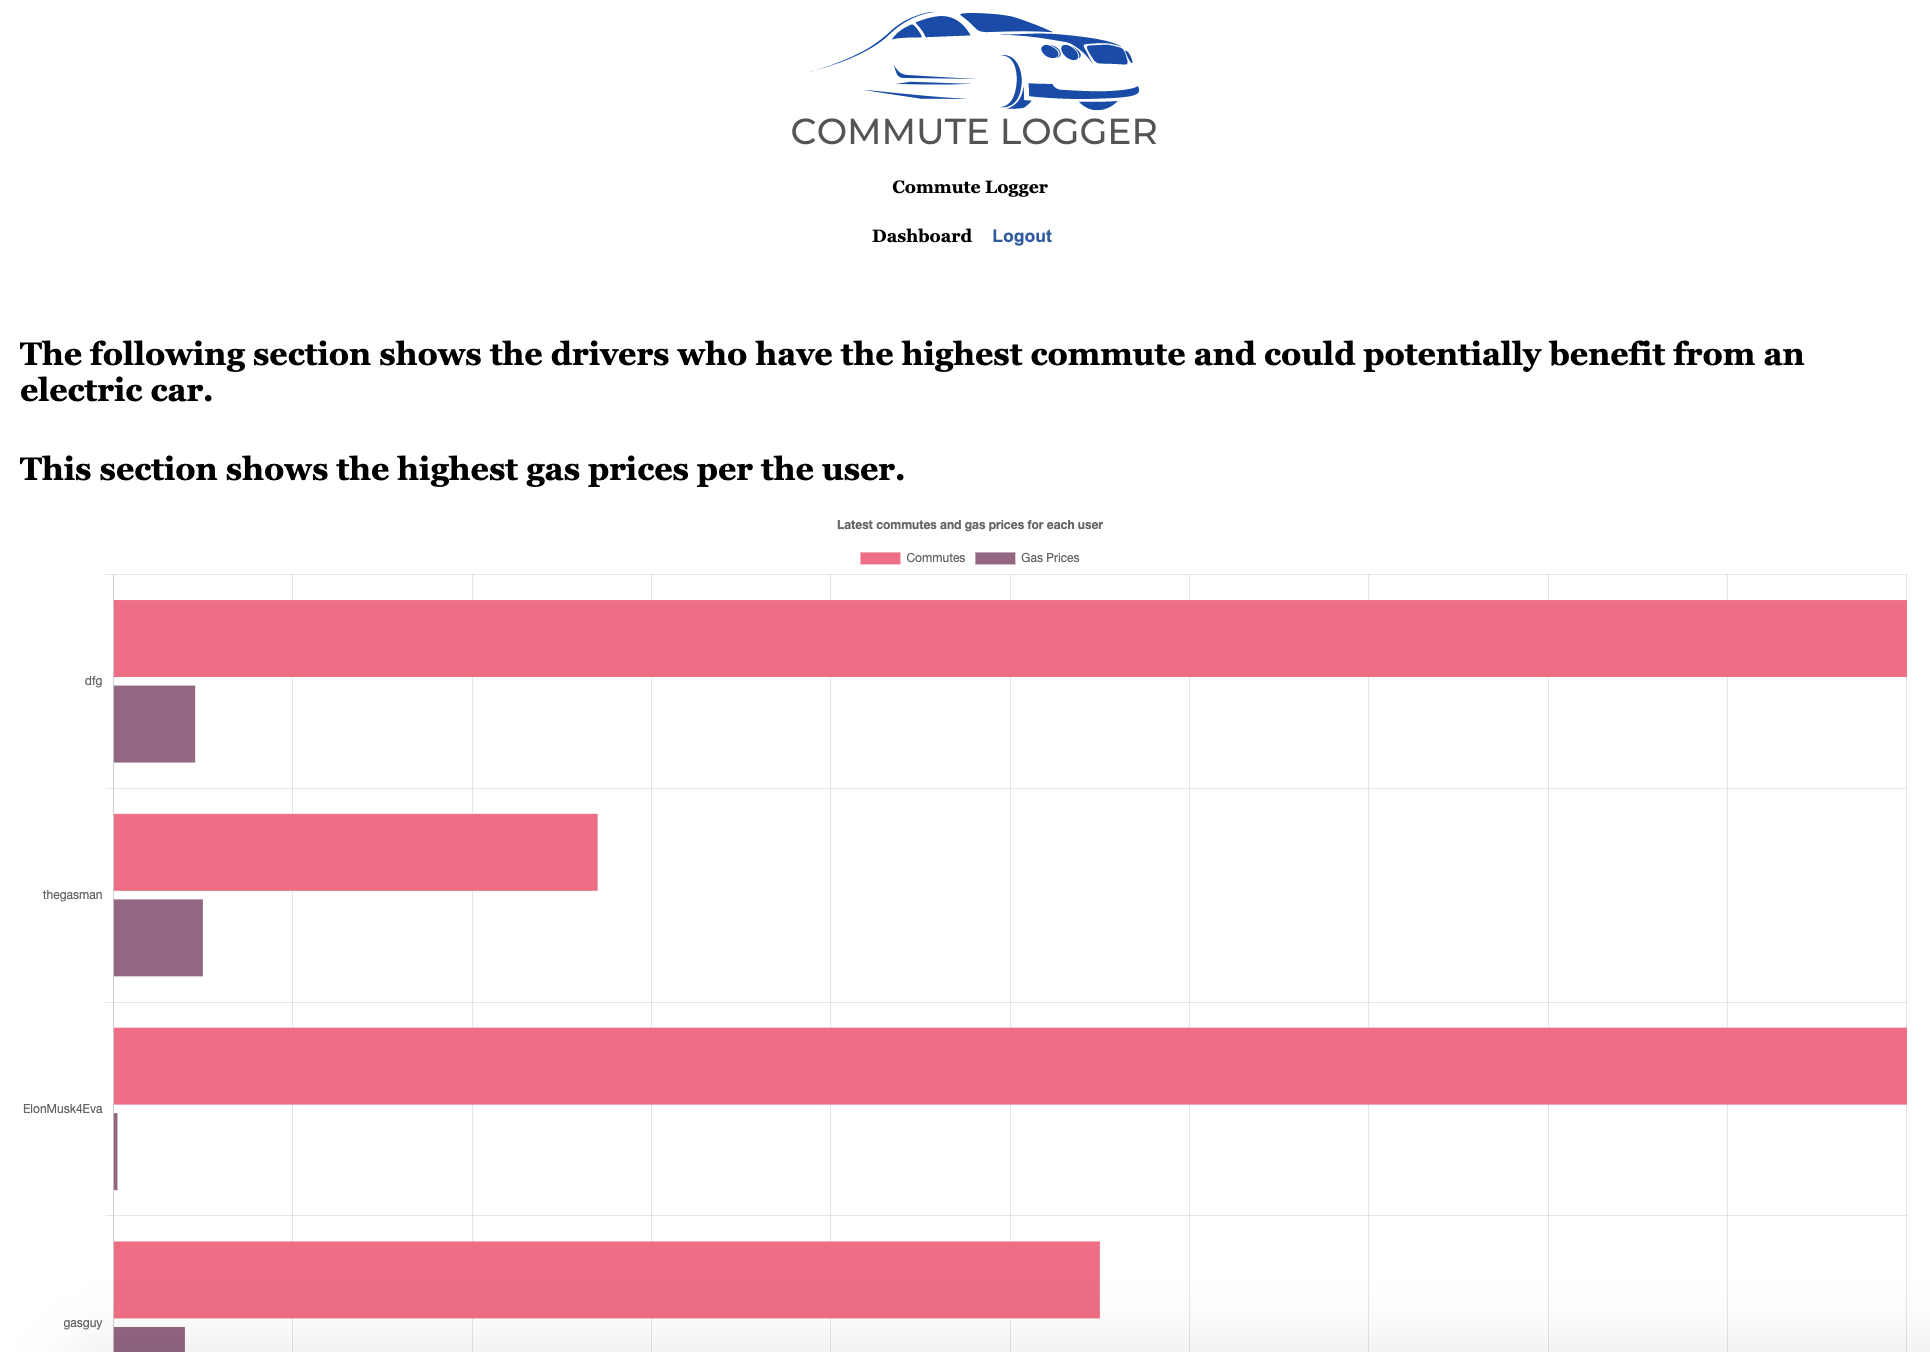 COMMUTE LOGGER
Commute Logger
Dashboard Logout
The following section shows the drivers who have the highest commute and could potentially benefit from an
electric car.
This section shows the highest gas prices per the user.
Latest commutes and gas prices for each user
Commutes Gas Prices
dfg
thegasman
ElonMusk4Eva
gasguy